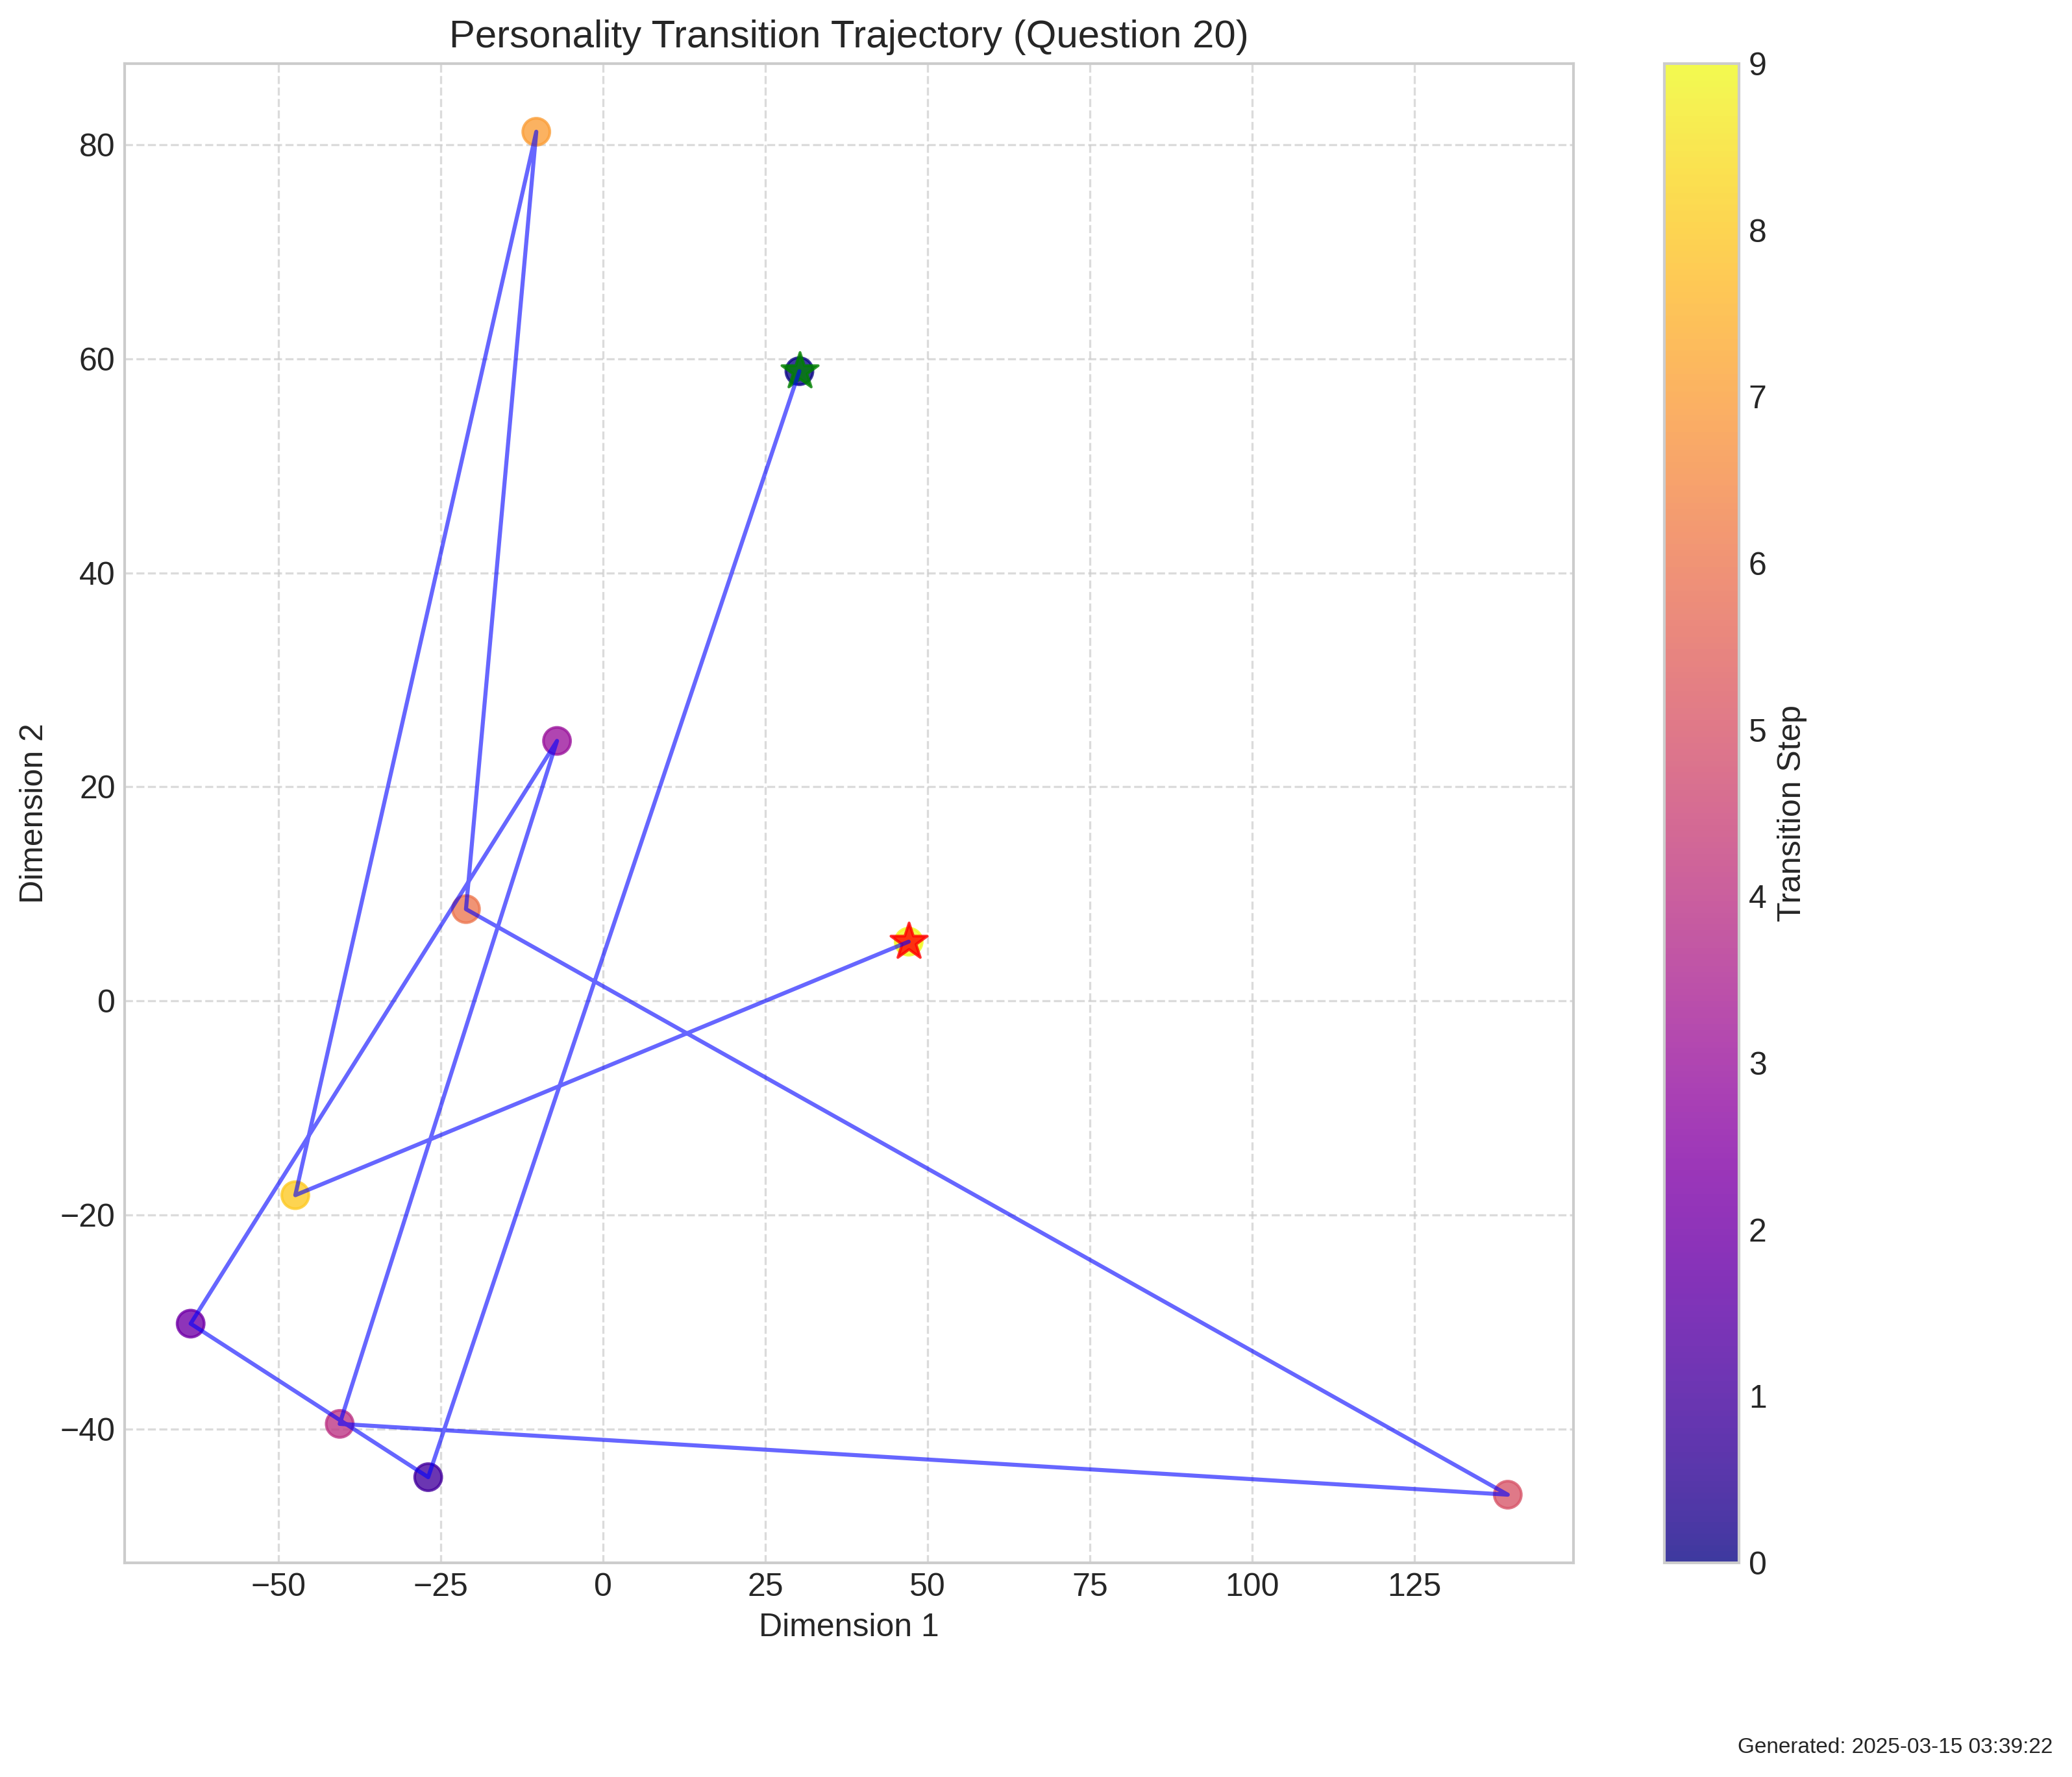 Personality Transition Trajectory (Question 20)
80
60
40
20
0
−20
−40
Dimension 2
−50 −25 0 25 50 75 100 125
Dimension 1
9
8
7
6
5
4
3
2
1
0
Transition Step
Generated: 2025-03-15 03:39:22